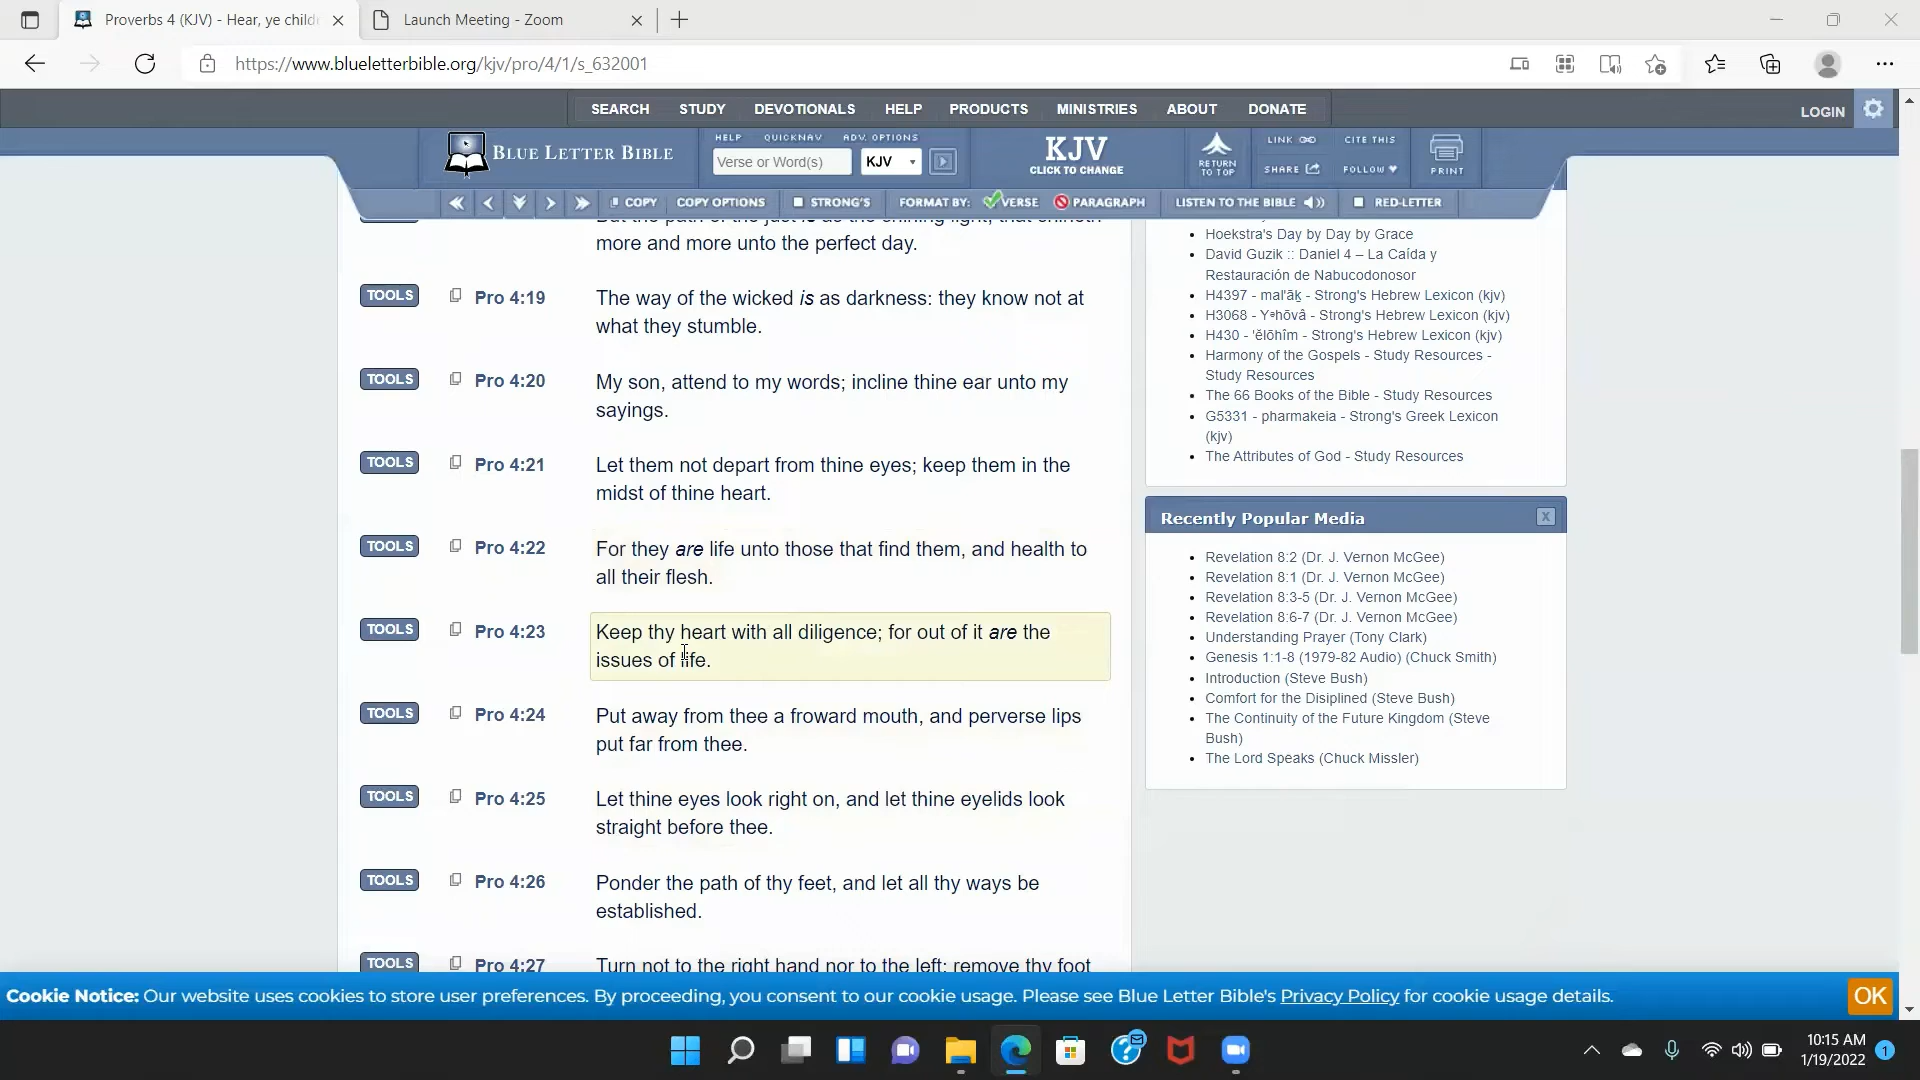 Proverbs 4 (KJV) - Hear, ye child
Launch Meeting - Zoom
https://www.blueletterbible.org/kjv/pro/4/1/s_632001
SEARCH STUDY DEVOTIONALS HELP PRODUCTS MINISTRIES ABOUT DONATE
LOGIN
BLUE LETTER BIBLE
HELP QUICKNAV ADV. OPTIONS
Verse or Word(s)
KJV
KJV
CLICK TO CHANGE
RETURN
TO TOP
LINK
CITE THIS
SHARE
FOLLOW
PRINT
COPY COPY OPTIONS STRONG'S FORMAT BY: VERSE PARAGRAPH LISTEN TO THE BIBLE RED-LETTER
But the path of the just is as the shining light, that shineth
more and more unto the perfect day.
TOOLS Pro 4:19 The way of the wicked is as darkness: they know not at
what they stumble.
TOOLS Pro 4:20 My son, attend to my words; incline thine ear unto my
sayings.
TOOLS Pro 4:21 Let them not depart from thine eyes; keep them in the
midst of thine heart.
TOOLS Pro 4:22 For they are life unto those that find them, and health to
all their flesh.
TOOLS Pro 4:23 Keep thy heart with all diligence; for out of it are the
issues of life.
TOOLS Pro 4:24 Put away from thee a froward mouth, and perverse lips
put far from thee.
TOOLS Pro 4:25 Let thine eyes look right on, and let thine eyelids look
straight before thee.
TOOLS Pro 4:26 Ponder the path of thy feet, and let all thy ways be
established.
TOOLS Pro 4:27 Turn not to the right hand nor to the left: remove thy foot
Hoekstra's Day by Day by Grace
David Guzik :: Daniel 4 – La Caída y
Restauración de Nabucodonosor
H4397 - mal'āḵ - Strong's Hebrew Lexicon (kjv)
H3068 - Yᵊhōvâ - Strong's Hebrew Lexicon (kjv)
H430 - 'ĕlōhîm - Strong's Hebrew Lexicon (kjv)
Harmony of the Gospels - Study Resources -
Study Resources
The 66 Books of the Bible - Study Resources
G5331 - pharmakeia - Strong's Greek Lexicon
(kjv)
The Attributes of God - Study Resources
Recently Popular Media
X
Revelation 8:2 (Dr. J. Vernon McGee)
Revelation 8:1 (Dr. J. Vernon McGee)
Revelation 8:3-5 (Dr. J. Vernon McGee)
Revelation 8:6-7 (Dr. J. Vernon McGee)
Understanding Prayer (Tony Clark)
Genesis 1:1-8 (1979-82 Audio) (Chuck Smith)
Introduction (Steve Bush)
Comfort for the Disiplined (Steve Bush)
The Continuity of the Future Kingdom (Steve
Bush)
The Lord Speaks (Chuck Missler)
Cookie Notice: Our website uses cookies to store user preferences. By proceeding, you consent to our cookie usage. Please see Blue Letter Bible's Privacy Policy for cookie usage details.
OK
10:15 AM
1/19/2022
1